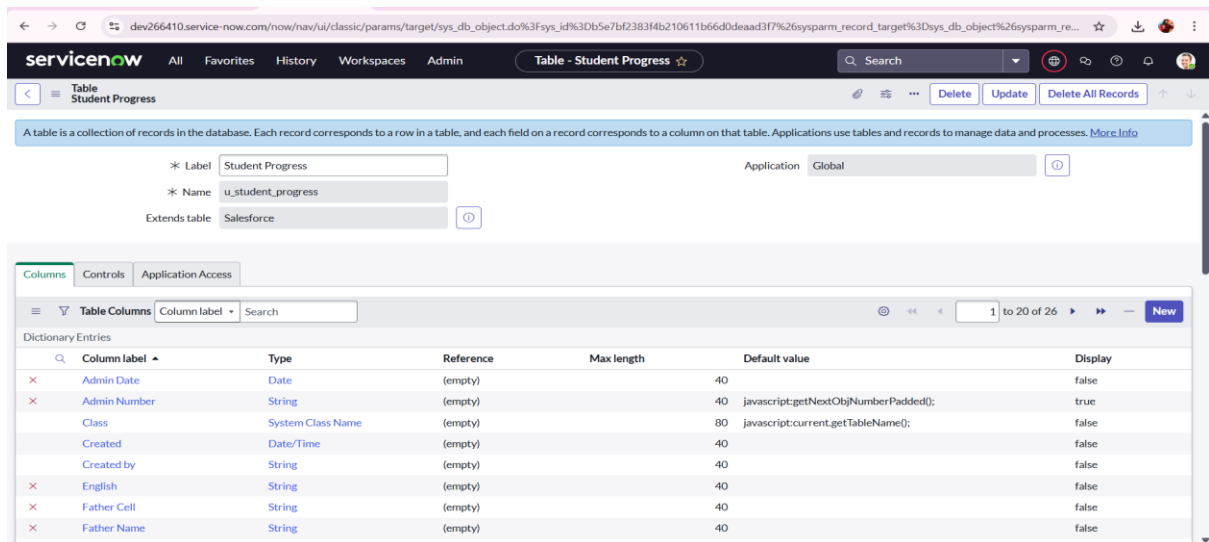 dev266410.service-now.com/now/nav/ui/classic/params/target/sys_db_object.do%3Fsys_id%3Db5e7bf2383f4b210611b66d0deaad3f7%26sysparm_record_target%3Dsys_db_object%26sysparm_re...
servicenow All Favorites History Workspaces Admin Table - Student Progress Search
Table
Student Progress
Delete Update Delete All Records
A table is a collection of records in the database. Each record corresponds to a row in a table, and each field on a record corresponds to a column on that table. Applications use tables and records to manage data and processes. More Info
* Label Student Progress Application Global
* Name u_student_progress
Extends table Salesforce
Columns Controls Application Access
Table Columns Column label Search 1 to 20 of 26 New
Dictionary Entries
Column label Type Reference Max length Default value Display
Admin Date Date (empty) 40 false
Admin Number String (empty) 40 javascript:getNextObjNumberPadded(); true
Class System Class Name (empty) 80 javascript:current.getTableName(); false
Created Date/Time (empty) 40 false
Created by String (empty) 40 false
English String (empty) 40 false
Father Cell String (empty) 40 false
Father Name String (empty) 40 false